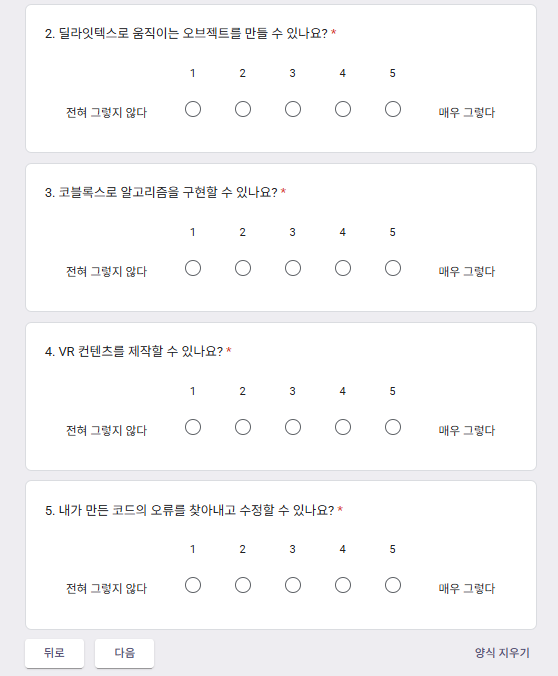 2. 딜라잇텍스로 움직이는 오브젝트를 만들 수 있나요? *
1 2 3 4 5
전혀 그렇지 않다 매우 그렇다
3. 코블록스로 알고리즘을 구현할 수 있나요? *
1 2 3 4 5
전혀 그렇지 않다 매우 그렇다
4. VR 컨텐츠를 제작할 수 있나요? *
1 2 3 4 5
전혀 그렇지 않다 매우 그렇다
5. 내가 만든 코드의 오류를 찾아내고 수정할 수 있나요? *
1 2 3 4 5
전혀 그렇지 않다 매우 그렇다
뒤로 다음 양식 지우기